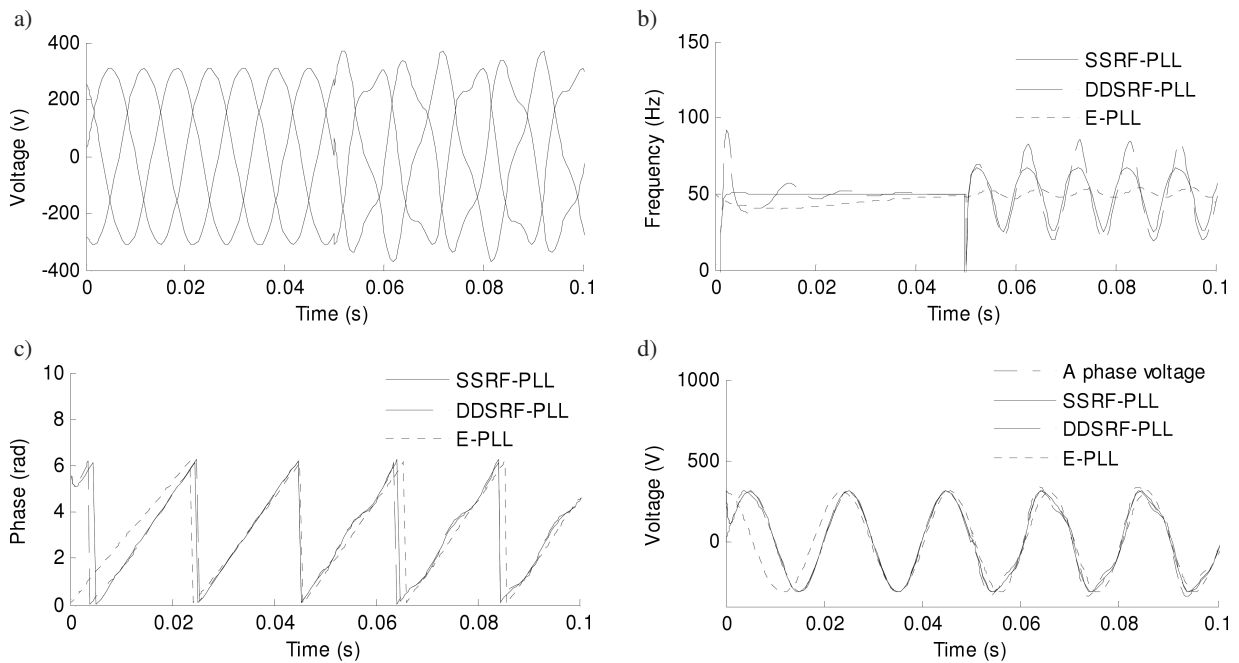 a)
400
200
0
-200
-400
Voltage (v)
0 0.02 0.04 0.06 0.08 0.1
Time (s)
b)
150
100
50
0
Frequency (Hz)
SSRF-PLL
DDSRF-PLL
E-PLL
0 0.02 0.04 0.06 0.08 0.1
Time (s)
c)
10
8
6
4
2
0
Phase (rad)
SSRF-PLL
DDSRF-PLL
E-PLL
0 0.02 0.04 0.06 0.08 0.1
Time (s)
d)
1000
500
0
Voltage (V)
A phase voltage
SSRF-PLL
DDSRF-PLL
E-PLL
0 0.02 0.04 0.06 0.08 0.1
Time (s)